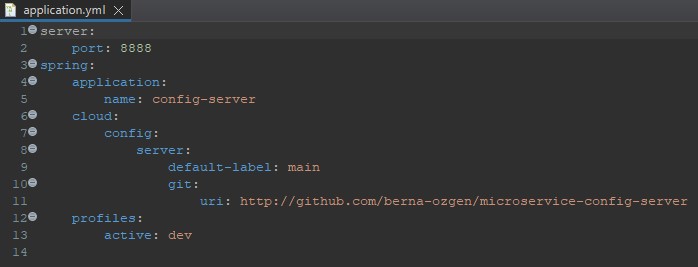 application.yml
1 server:
2     port: 8888
3 spring:
4     application:
5         name: config-server
6     cloud:
7         config:
8             server:
9                 default-label: main
10                 git:
11                     uri: http://github.com/berna-ozgen/microservice-config-server
12     profiles:
13         active: dev
14